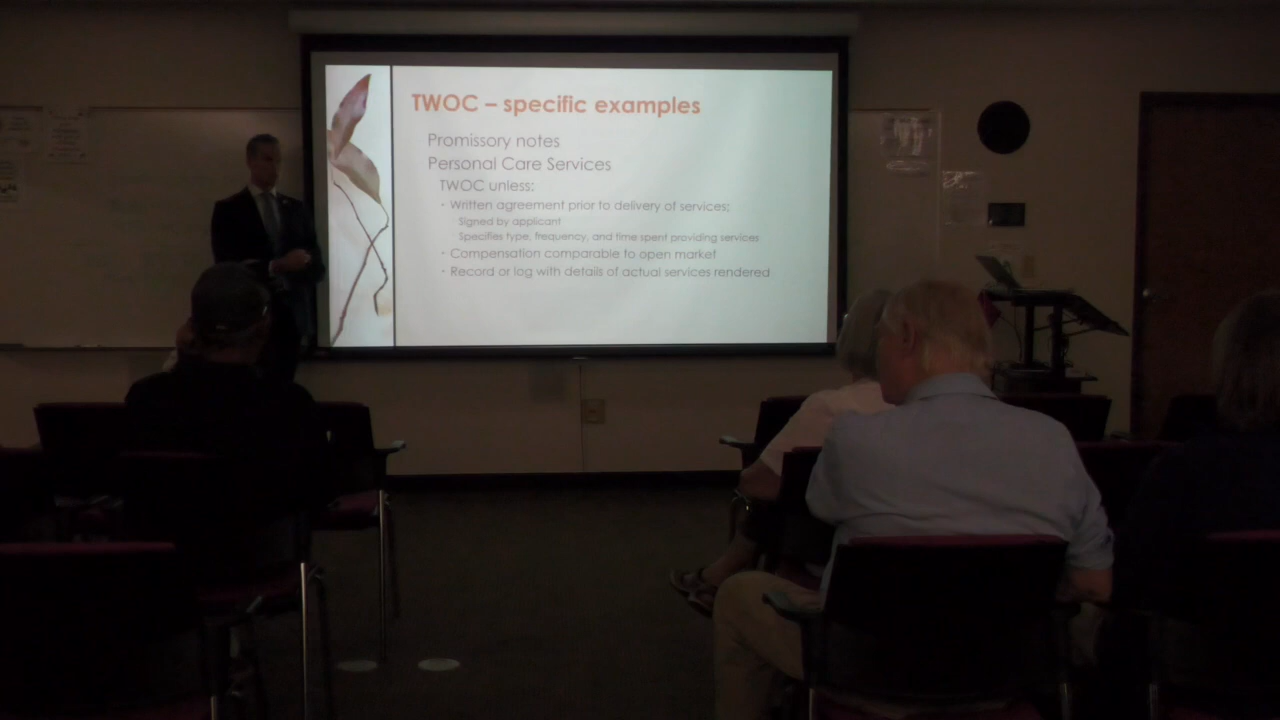 TWOC – specific examples
Promissory notes
Personal Care Services
TWOC unless:
· Written agreement prior to delivery of services;
· Signed by applicant
Specifies type, frequency, and time spent providing services
· Compensation comparable to open market
· Record or log with details of actual services rendered